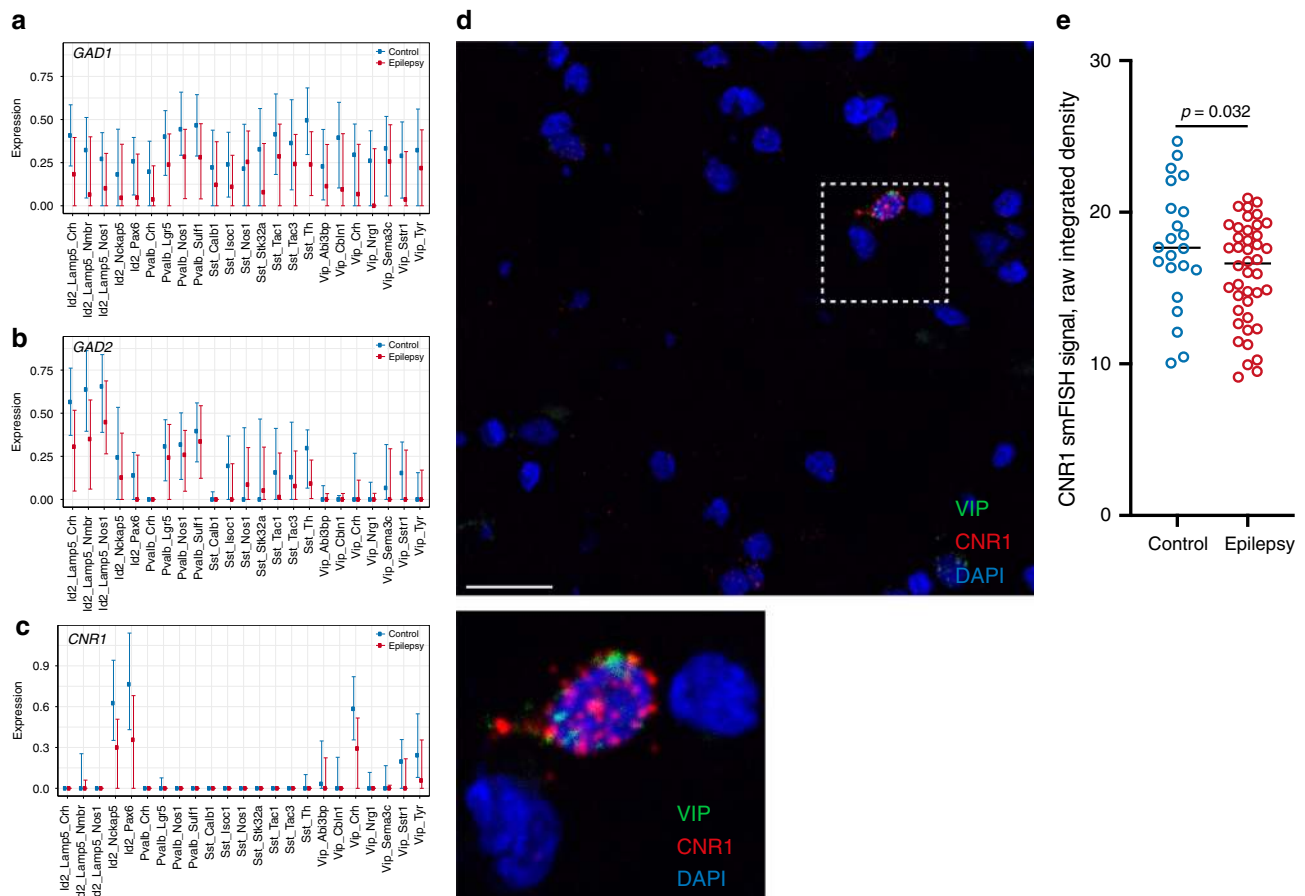 a
GAD1
Control
Epilepsy
Expression
0.75
0.50
0.25
0.00
Id2_Lamp5_Crh
Id2_Lamp5_Nmbr
Id2_Lamp5_Nos1
Id2_Nckap5
Id2_Pax6
Pvalb_Crh
Pvalb_Lgr5
Pvalb_Nos1
Pvalb_Sulf1
Sst_Calb1
Sst_Isoc1
Sst_Nos1
Sst_Stk32a
Sst_Tac1
Sst_Tac3
Sst_Th
Vip_Abi3bp
Vip_Cbln1
Vip_Crh
Vip_Nrg1
Vip_Sema3c
Vip_Sstr1
Vip_Tyr
b
GAD2
Control
Epilepsy
Expression
0.75
0.50
0.25
0.00
Id2_Lamp5_Crh
Id2_Lamp5_Nmbr
Id2_Lamp5_Nos1
Id2_Nckap5
Id2_Pax6
Pvalb_Crh
Pvalb_Lgr5
Pvalb_Nos1
Pvalb_Sulf1
Sst_Calb1
Sst_Isoc1
Sst_Nos1
Sst_Stk32a
Sst_Tac1
Sst_Tac3
Sst_Th
Vip_Abi3bp
Vip_Cbln1
Vip_Crh
Vip_Nrg1
Vip_Sema3c
Vip_Sstr1
Vip_Tyr
c
CNR1
Control
Epilepsy
Expression
0.9
0.6
0.3
0.0
Id2_Lamp5_Crh
d2_Lamp5_Nmbr
d2_Lamp5_Nos1
Id2_Nckap5
Id2_Pax6
Pvalb_Crh
Pvalb_Lgr5
Pvalb_Nos1
Pvalb_Sulf1
Sst_Calb1
Sst_Isoc1
Sst_Nos1
Sst_Stk32a
Sst_Tac1
Sst_Tac3
Sst_Th
Vip_Abi3bp
Vip_Cbln1
Vip_Crh
Vip_Nrg1
Vip_Sema3c
Vip_Sstr1
Vip_Tyr
d
VIP
CNR1
DAPI
VIP
CNR1
DAPI
e
CNR1 smFISH signal, raw integrated density
30
20
10
0
p = 0.032
Control
Epilepsy